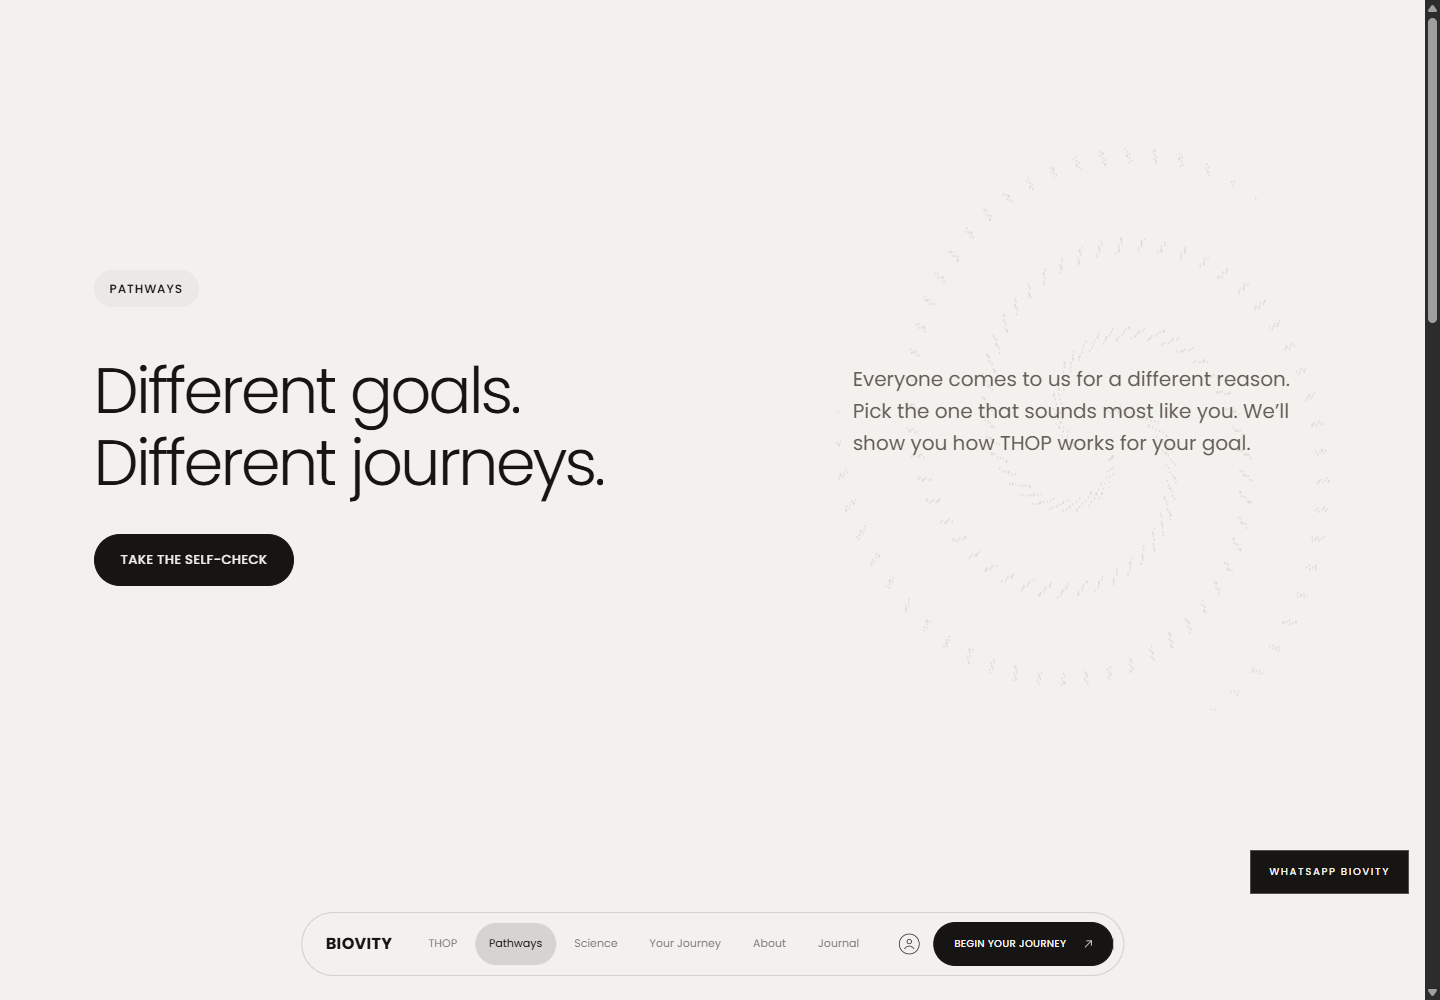 PATHWAYS
Different goals.
Different journeys.
TAKE THE SELF-CHECK
Everyone comes to us for a different reason.
Pick the one that sounds most like you. We’ll
show you how THOP works for your goal.
WHATSAPP BIOVITY
BIOVITY THOP Pathways Science Your Journey About Journal BEGIN YOUR JOURNEY